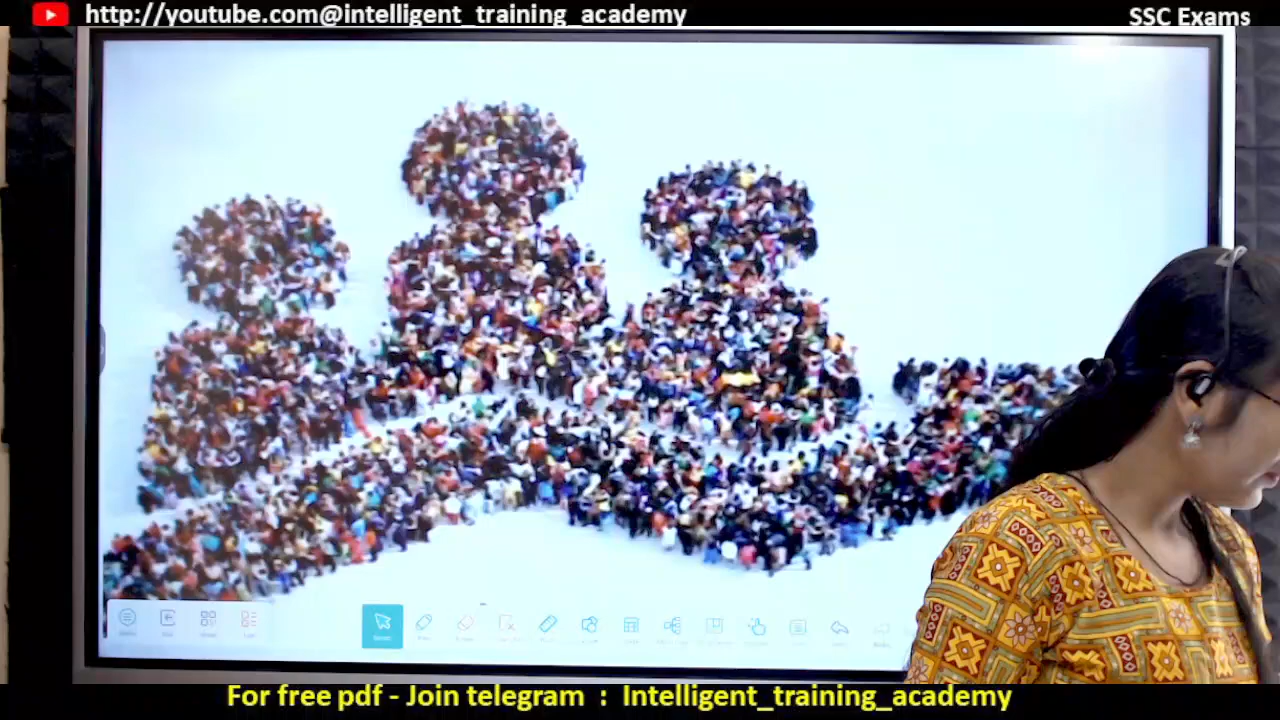 http://youtube.com@intelligent_training_academy
SSC Exams
For free pdf - Join telegram : Intelligent_training_academy